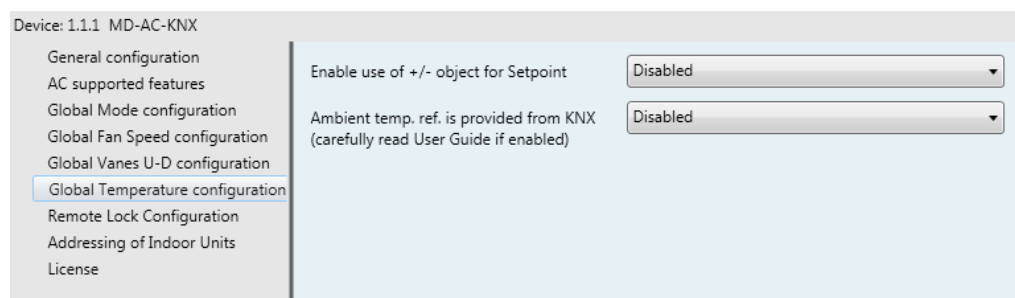 Device: 1.1.1 MD-AC-KNX
General configuration
AC supported features
Global Mode configuration
Global Fan Speed configuration
Global Vanes U-D configuration
Global Temperature configuration
Remote Lock Configuration
Addressing of Indoor Units
License
Enable use of +/- object for Setpoint
Disabled
Ambient temp. ref. is provided from KNX
(carefully read User Guide if enabled)
Disabled